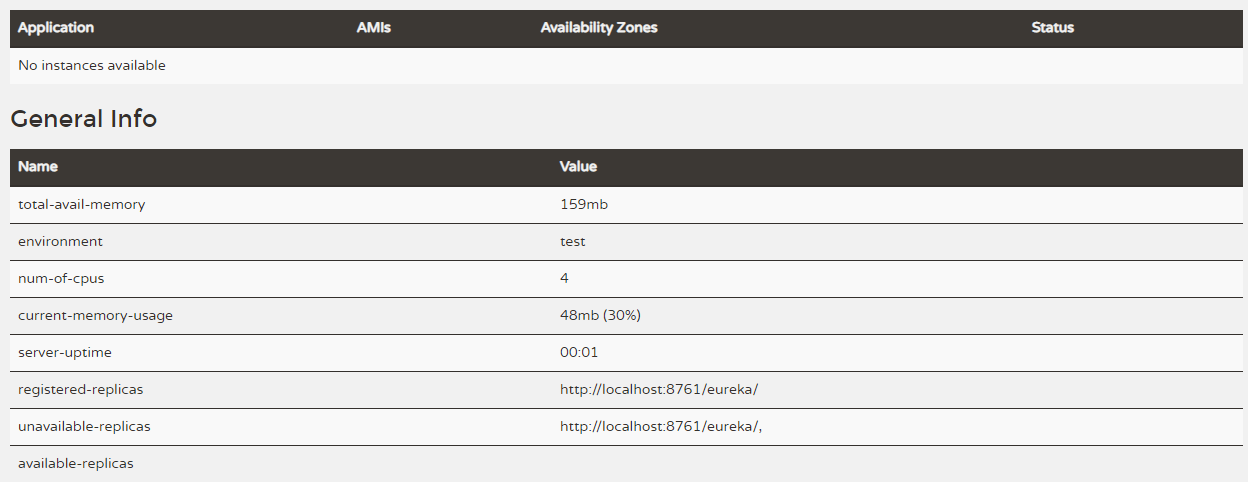 Application AMIs Availability Zones Status
No instances available
General Info
Name Value
total-avail-memory 159mb
environment test
num-of-cpus 4
current-memory-usage 48mb (30%)
server-uptime 00:01
registered-replicas http://localhost:8761/eureka/
unavailable-replicas http://localhost:8761/eureka/,
available-replicas